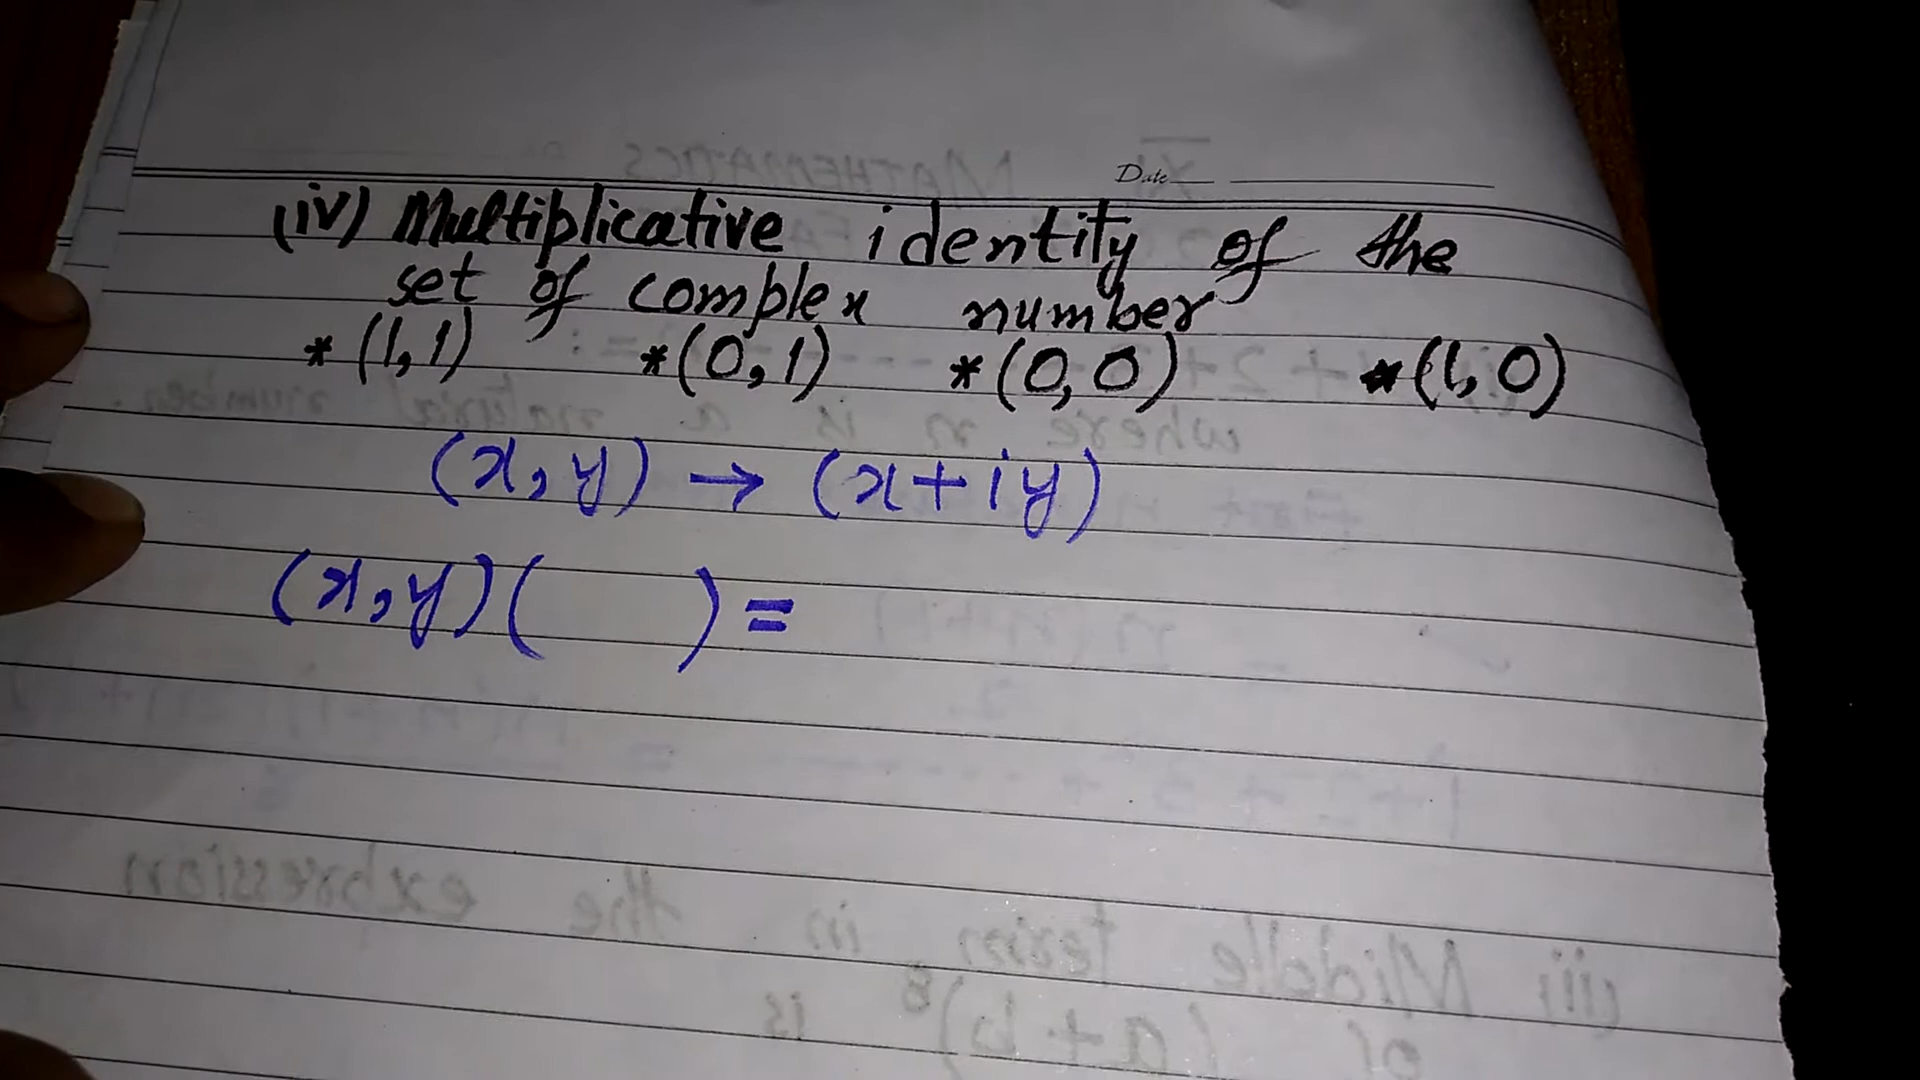 Date
(iv) Multiplicative identity of the
set of complex number
* (1,1) * (0,1) * (0,0) * (1,0)
(x,y) → (x+iy)
(x,y)( ) =